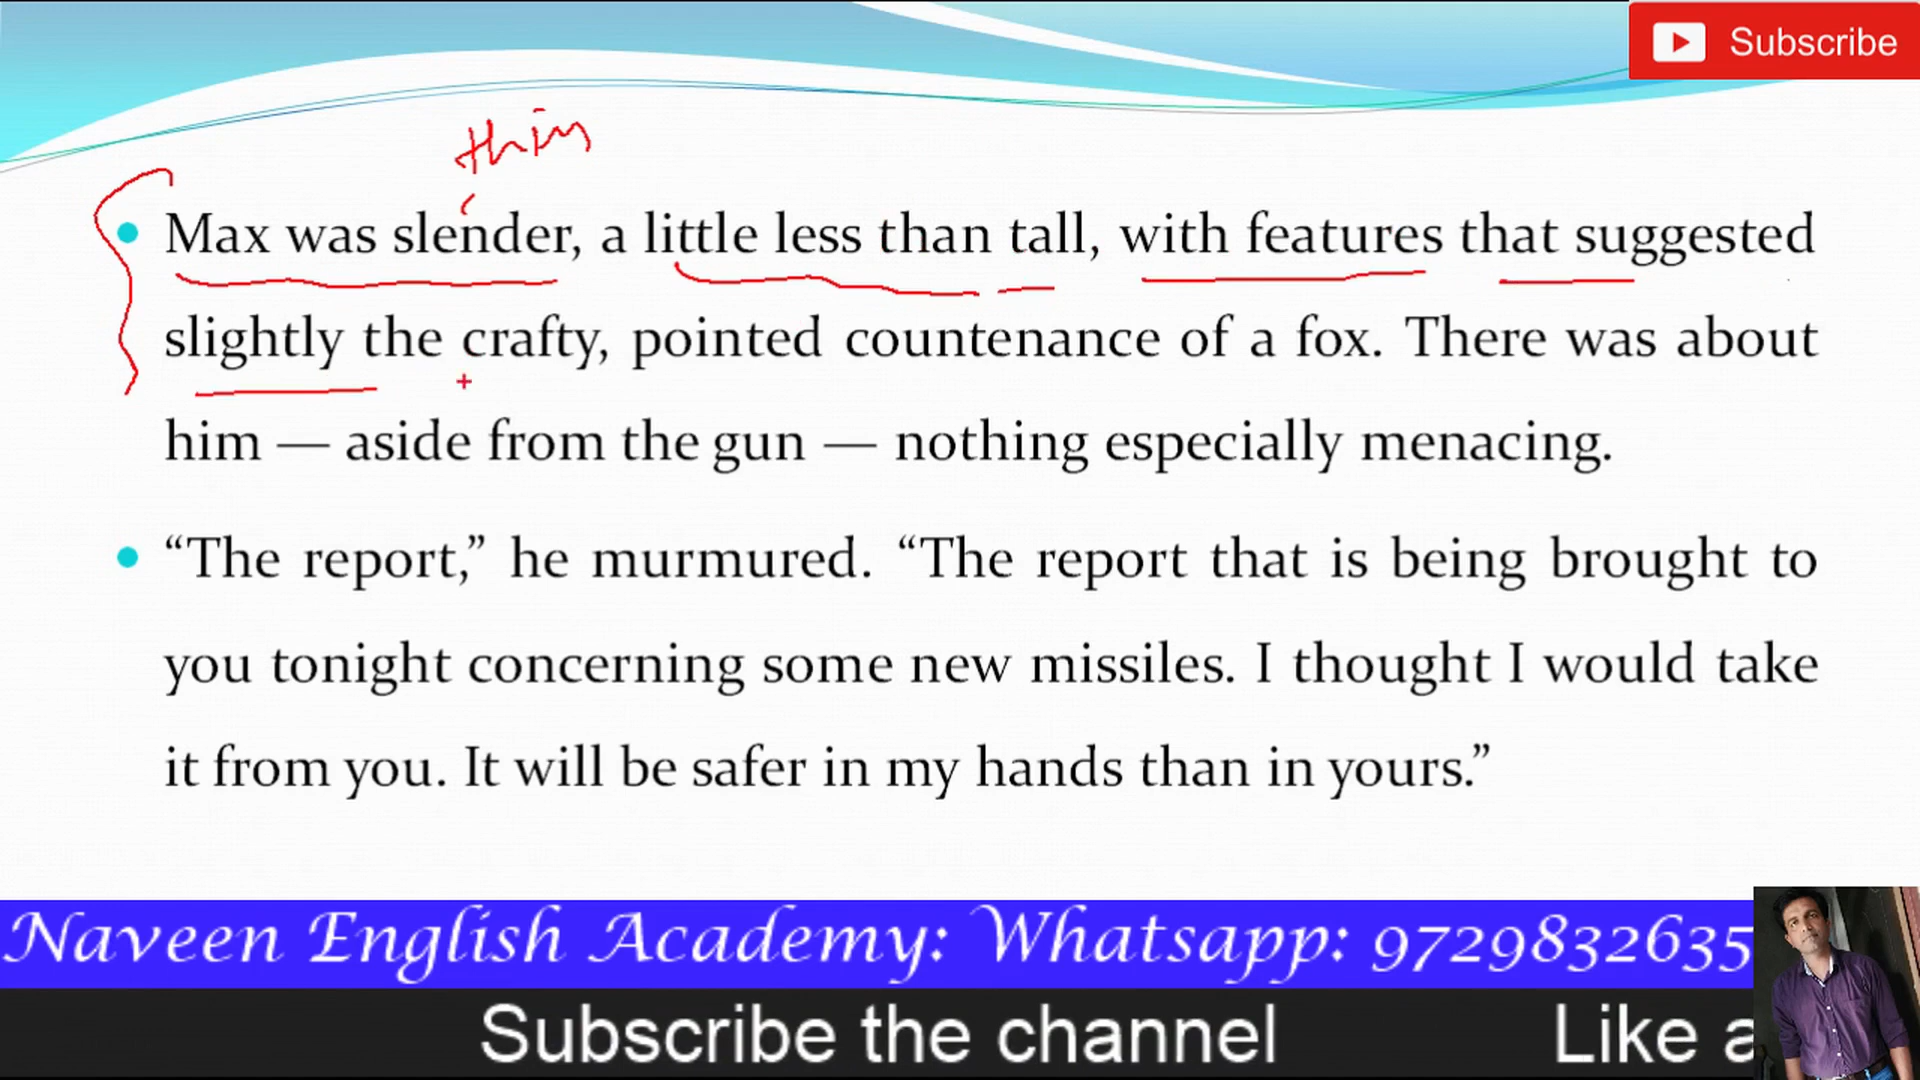 Subscribe
thin
Max was slender, a little less than tall, with features that suggested
slightly the crafty, pointed countenance of a fox. There was about
him — aside from the gun — nothing especially menacing.
“The report,” he murmured. “The report that is being brought to
you tonight concerning some new missiles. I thought I would take
it from you. It will be safer in my hands than in yours.”
Naveen English Academy: Whatsapp: 9729832635
Subscribe the channel Like a